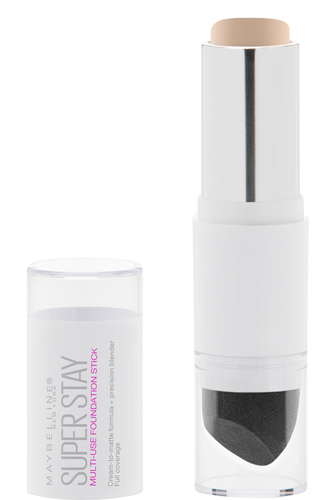 MAYBELLINE®
NEW YORK
SUPER STAY
MULTI-USE FOUNDATION STICK
Cream-to-matte formula + precision blender
Full coverage